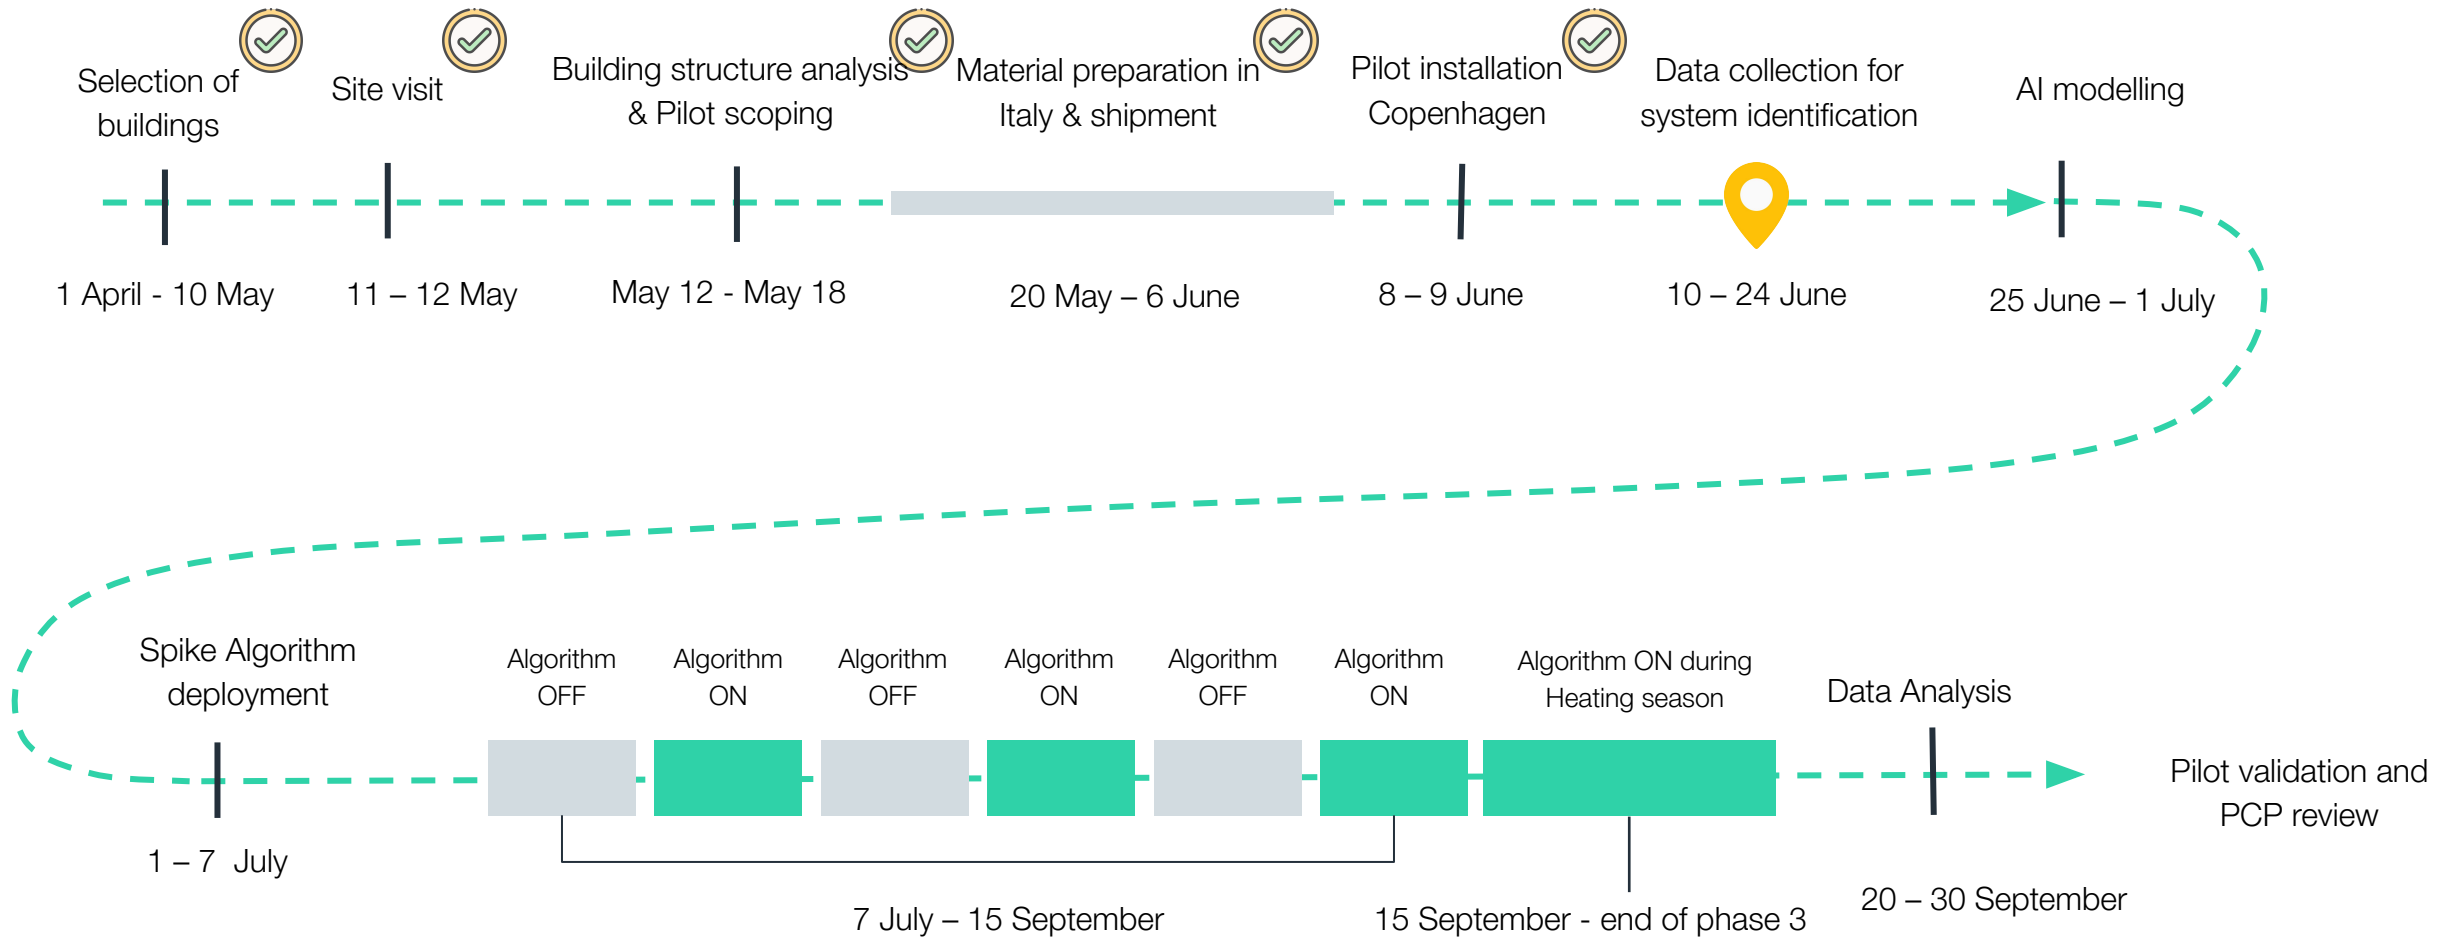 Selection of
buildings
Site visit
Building structure analysis
& Pilot scoping
Material preparation in
Italy & shipment
Pilot installation
Copenhagen
Data collection for
system identification
AI modelling
1 April - 10 May
11 – 12 May
May 12 - May 18
20 May – 6 June
8 – 9 June
10 – 24 June
25 June – 1 July
Spike Algorithm
deployment
Algorithm
OFF
Algorithm
ON
Algorithm
OFF
Algorithm
ON
Algorithm
OFF
Algorithm
ON
Algorithm ON during
Heating season
Data Analysis
Pilot validation and
PCP review
1 – 7 July
7 July – 15 September
15 September - end of phase 3
20 – 30 September